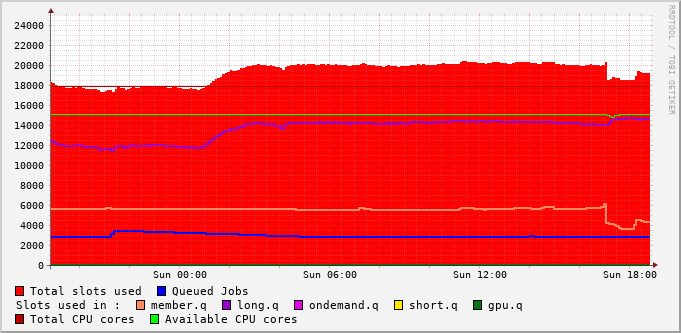 24000
22000
20000
18000
16000
14000
12000
10000
8000
6000
4000
2000
0
Sun 00:00 Sun 06:00 Sun 12:00 Sun 18:00
Total slots used Queued Jobs
Slots used in : member.q long.q ondemand.q short.q gpu.q
Total CPU cores Available CPU cores
RRDTOOL / TOBI OETIKER